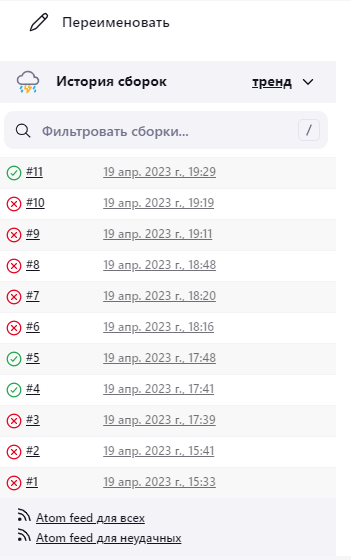 Переименовать
История сборок тренд
Фильтровать сборки... /
#11 19 апр. 2023 г., 19:29
#10 19 апр. 2023 г., 19:19
#9 19 апр. 2023 г., 19:11
#8 19 апр. 2023 г., 18:48
#7 19 апр. 2023 г., 18:20
#6 19 апр. 2023 г., 18:16
#5 19 апр. 2023 г., 17:48
#4 19 апр. 2023 г., 17:41
#3 19 апр. 2023 г., 17:39
#2 19 апр. 2023 г., 15:41
#1 19 апр. 2023 г., 15:33
Atom feed для всех
Atom feed для неудачных